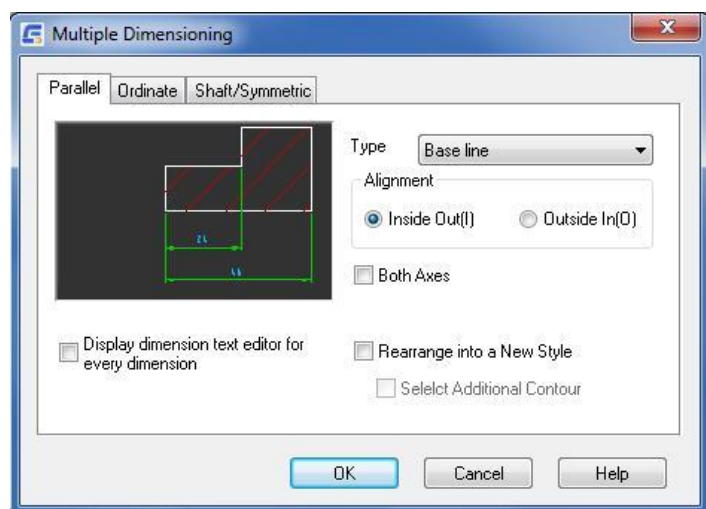 Multiple Dimensioning
Parallel
Ordinate
Shaft/Symmetric
Type
Base line
Alignment
Inside Out(I)
Outside In(O)
Both Axes
Display dimension text editor for
every dimension
Rearrange into a New Style
Selelct Additional Contour
OK
Cancel
Help